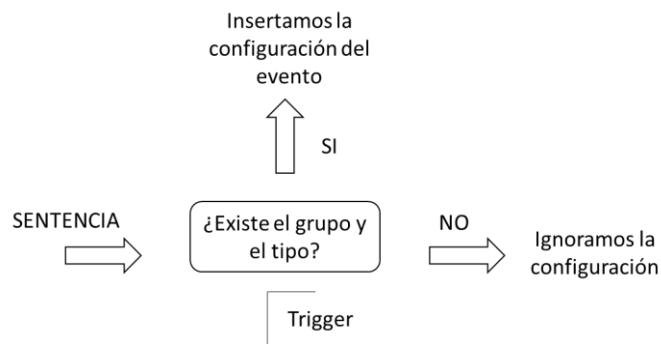 Insertamos la
configuración del
evento
SI
SENTENCIA
¿Existe el grupo y
el tipo?
NO
Ignoramos la
configuración
Trigger